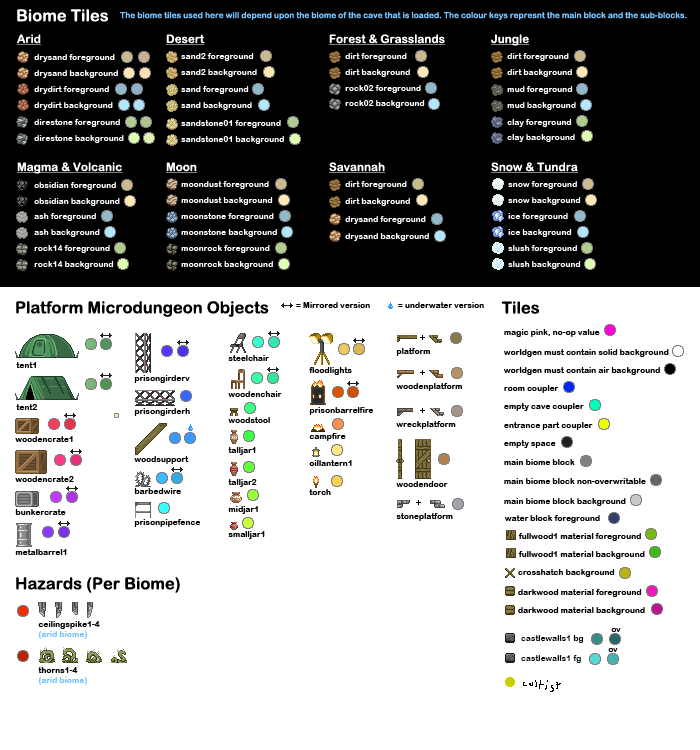 Biome Tiles
The biome tiles used here will depend upon the biome of the cave that is loaded. The colour keys represnt the main block and the sub-blocks.
Arid
drysand foreground
drysand background
drydirt foreground
drydirt background
direstone foreground
direstone background
Desert
sand2 foreground
sand2 background
sand foreground
sand background
sandstone01 foreground
sandstone01 background
Forest & Grasslands
dirt foreground
dirt background
rock02 foreground
rock02 background
Jungle
dirt foreground
dirt background
mud foreground
mud background
clay foreground
clay background
Magma & Volcanic
obsidian foreground
obsidian background
ash foreground
ash background
rock14 foreground
rock14 background
Moon
moondust foreground
moondust background
moonstone foreground
moonstone background
moonrock foreground
moonrock background
Savannah
dirt foreground
dirt background
drysand foreground
drysand background
Snow & Tundra
snow foreground
snow background
ice foreground
ice background
slush foreground
slush background
Platform Microdungeon Objects
= Mirrored version
= underwater version
tent1
tent2
woodencrate1
woodencrate2
bunkercrate
metalbarrel1
prisongirderv
prisongirderh
woodsupport
barbedwire
prisonpipefence
steelchair
woodenchair
woodstool
talljar1
talljar2
midjar1
smalljar1
floodlights
prisonbarrelfire
campfire
oillantern1
torch
+
platform
+
woodenplatform
+
wreckplatform
woodendoor
+
stoneplatform
Hazards (Per Biome)
ceilingspike1-4
(arid biome)
thorns1-4
(arid biome)
Tiles
magic pink, no-op value
worldgen must contain solid background
worldgen must contain air background
room coupler
empty cave coupler
entrance part coupler
empty space
main biome block
main biome block non-overwritable
main biome block background
water block foreground
fullwood1 material foreground
fullwood1 material background
crosshatch background
darkwood material foreground
darkwood material background
ov
castlewalls1 bg
ov
castlewalls1 fg